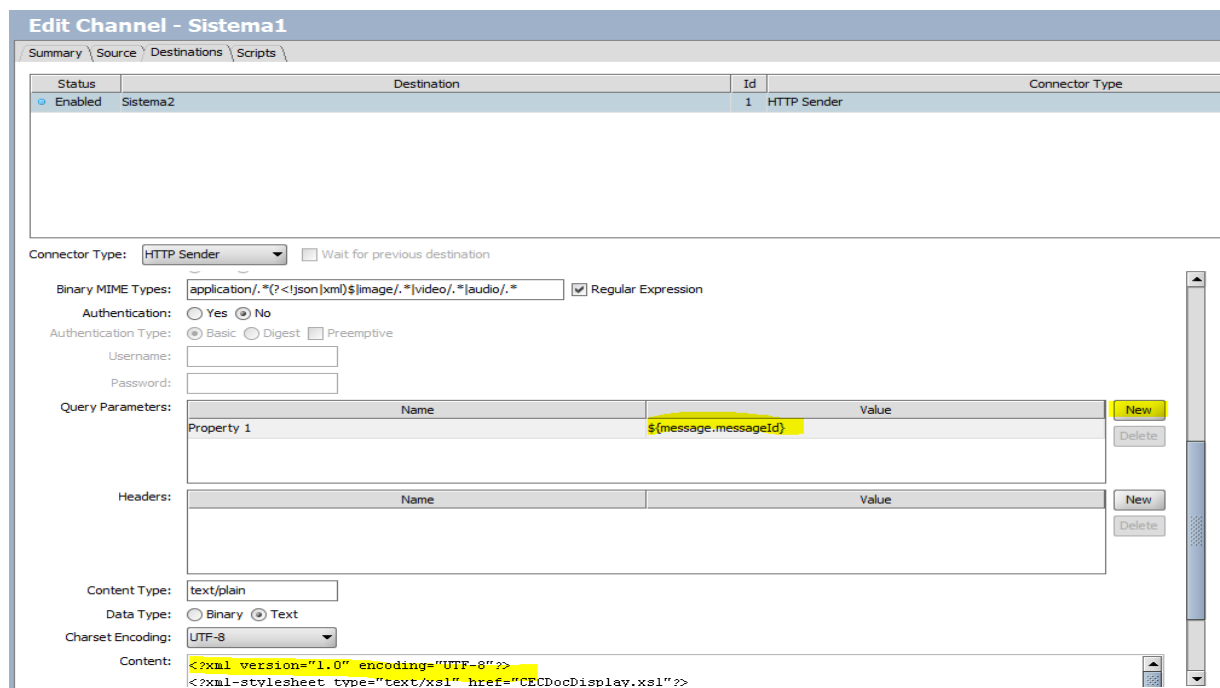 Edit Channel - Sistema1
Summary Source Destinations Scripts
Status Destination Id Connector Type
Enabled Sistema2 1 HTTP Sender
Connector Type: HTTP Sender Wait for previous destination
Binary MIME Types: application/.*(?<!json|xml)$|image/.*|video/.*|audio/.* Regular Expression
Authentication: Yes No
Authentication Type: Basic Digest Preemptive
Username:
Password:
Query Parameters: Name Value New
Property 1 ${message.messageId}
Delete
Headers: Name Value New
Delete
Content Type: text/plain
Data Type: Binary Text
Charset Encoding: UTF-8
Content: <?xml version="1.0" encoding="UTF-8"?>
<?xml-stylesheet type="text/xsl" href="CECDocDisplay.xsl"?>